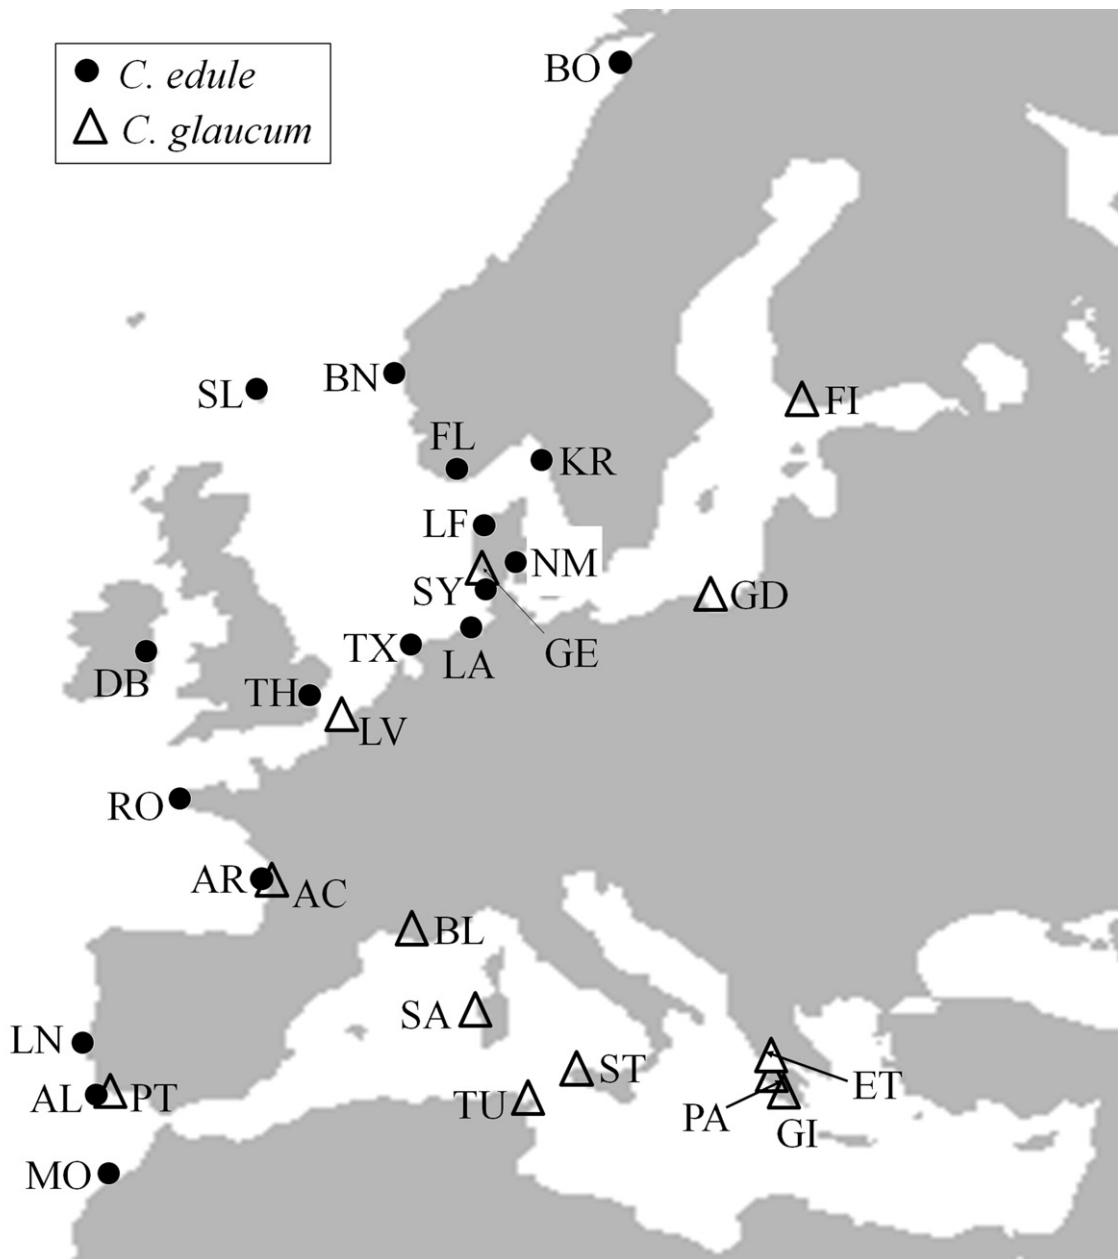 C. edule
C. glaucum
BO
BN
SL
FI
FL
KR
LF
NM
SY
GD
TX
LA
GE
DB
TH
LV
RO
AR
AC
BL
SA
LN
ST
ET
AL
PT
TU
PA
GI
MO